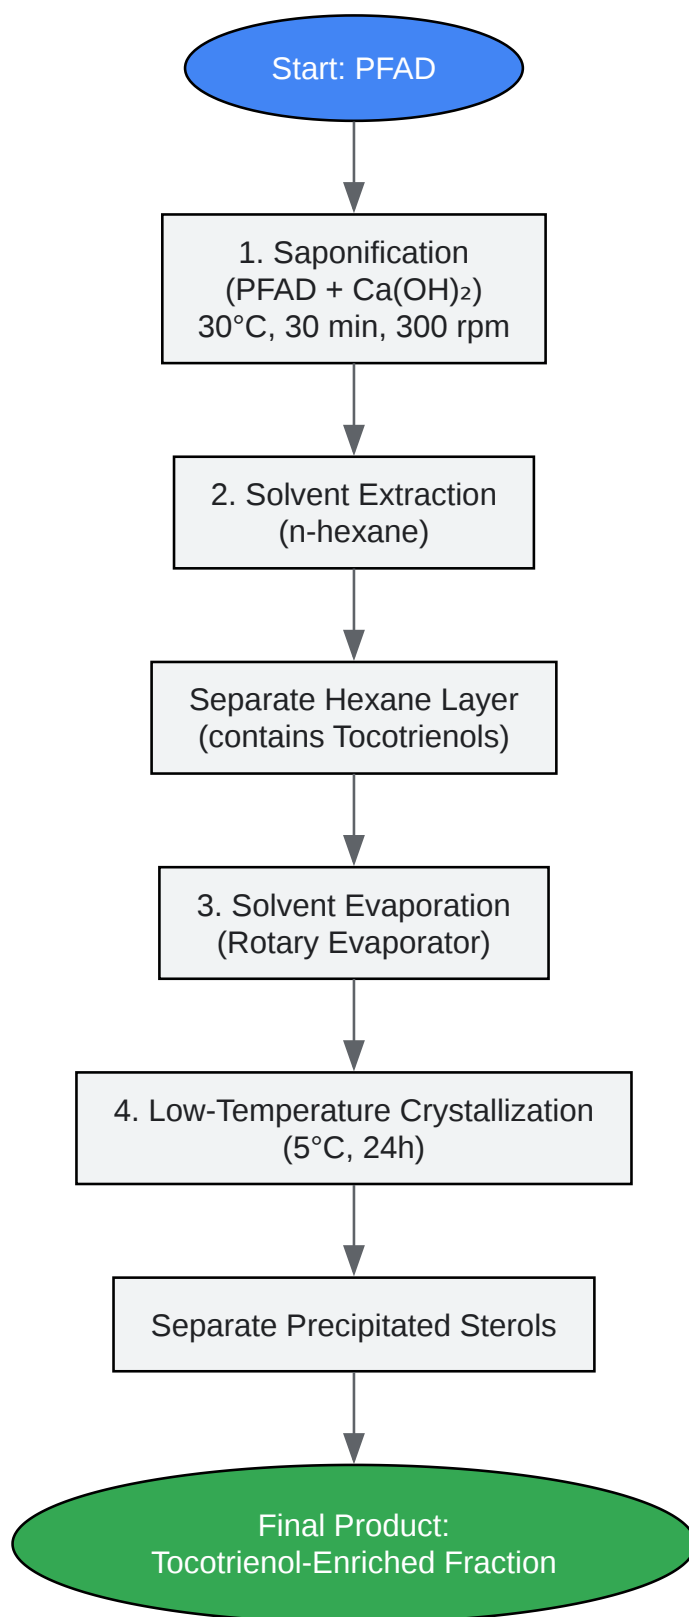 Start: PFAD
1. Saponification
(PFAD + Ca(OH)₂)
30°C, 30 min, 300 rpm
2. Solvent Extraction
(n-hexane)
Separate Hexane Layer
(contains Tocotrienols)
3. Solvent Evaporation
(Rotary Evaporator)
4. Low-Temperature Crystallization
(5°C, 24h)
Separate Precipitated Sterols
Final Product:
Tocotrienol-Enriched Fraction